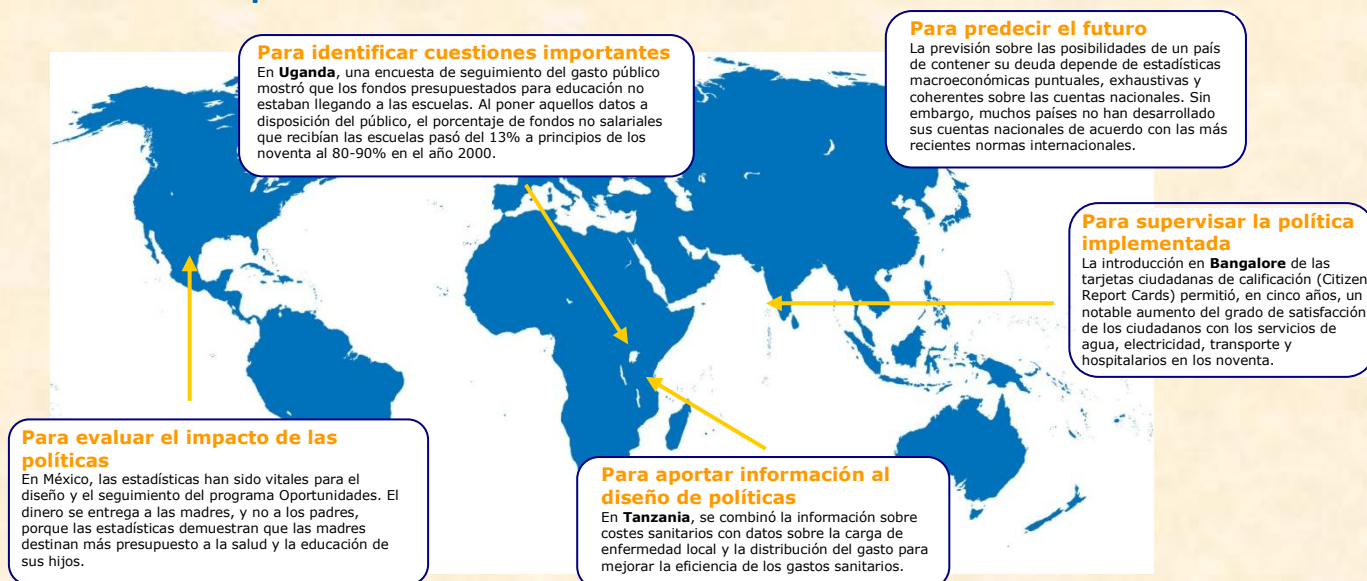 Para identificar cuestiones importantes
En Uganda, una encuesta de seguimiento del gasto público
mostró que los fondos presupuestados para educación no
estaban llegando a las escuelas. Al poner aquellos datos a
disposición del público, el porcentaje de fondos no salariales
que recibían las escuelas pasó del 13% a principios de los
noventa al 80-90% en el año 2000.
Para predecir el futuro
La previsión sobre las posibilidades de un país
de contener su deuda depende de estadísticas
macroeconómicas puntuales, exhaustivas y
coherentes sobre las cuentas nacionales. Sin
embargo, muchos países no han desarrollado
sus cuentas nacionales de acuerdo con las más
recientes normas internacionales.
Para supervisar la política
implementada
La introducción en Bangalore de las
tarjetas ciudadanas de calificación (Citizen
Report Cards) permitió, en cinco años, un
notable aumento del grado de satisfacción
de los ciudadanos con los servicios de
agua, electricidad, transporte y
hospitalarios en los noventa.
Para evaluar el impacto de las
políticas
En México, las estadísticas han sido vitales para el
diseño y el seguimiento del programa Oportunidades. El
dinero se entrega a las madres, y no a los padres,
porque las estadísticas demuestran que las madres
destinan más presupuesto a la salud y la educación de
sus hijos.
Para aportar información al
diseño de políticas
En Tanzania, se combinó la información sobre
costes sanitarios con datos sobre la carga de
enfermedad local y la distribución del gasto para
mejorar la eficiencia de los gastos sanitarios.